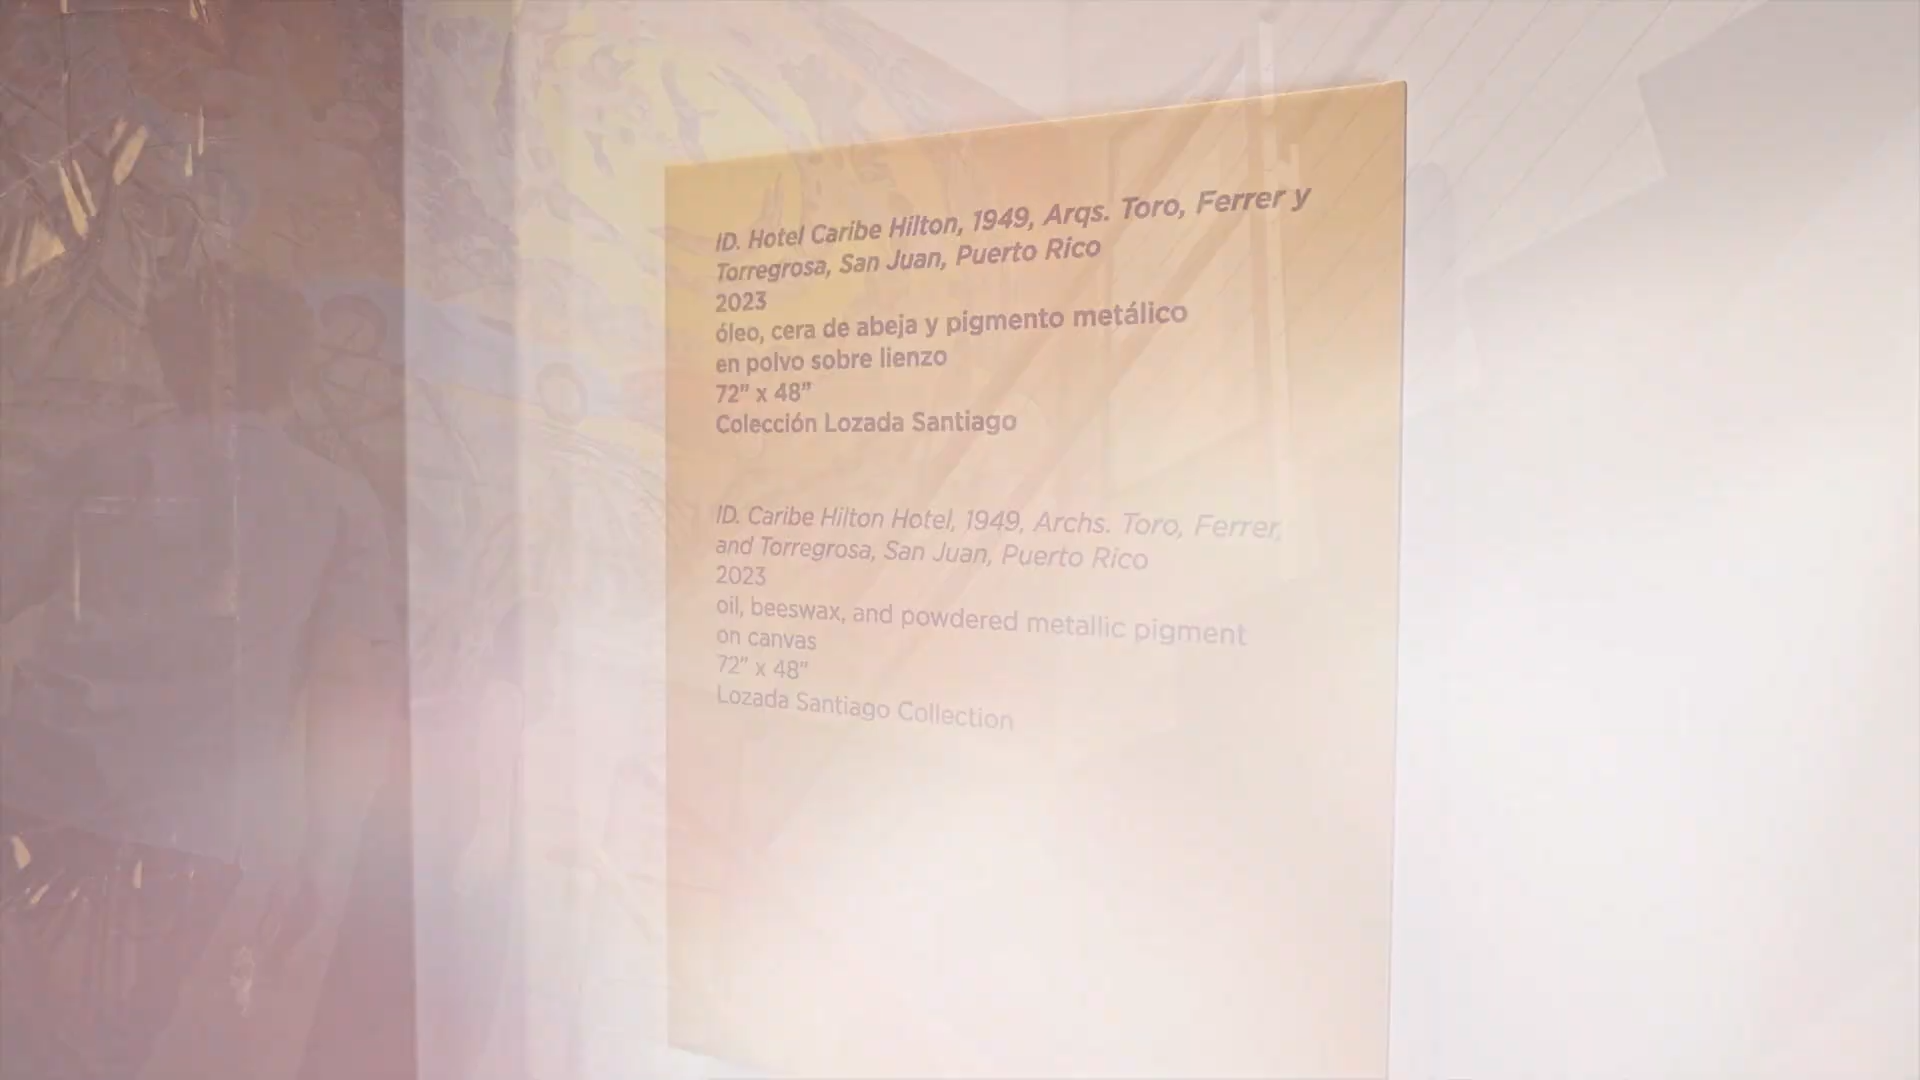 ID. Hotel Caribe Hilton, 1949, Arqs. Toro, Ferrer y
Torregrosa, San Juan, Puerto Rico
2023
óleo, cera de abeja y pigmento metálico
en polvo sobre lienzo
72” x 48”
Colección Lozada Santiago
ID. Caribe Hilton Hotel, 1949, Archs. Toro, Ferrer,
and Torregrosa, San Juan, Puerto Rico
2023
oil, beeswax, and powdered metallic pigment
on canvas
72” x 48”
Lozada Santiago Collection